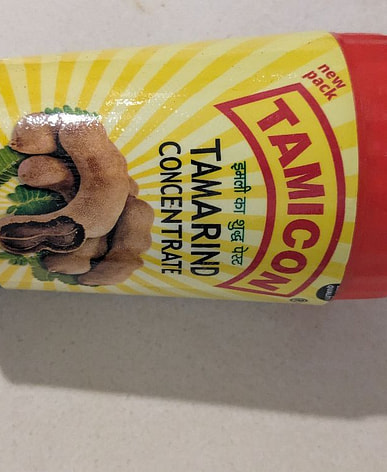 new
pack
TAMICON
®
इमली का शुद्ध पेस्ट
TAMARIND
CONCENTRATE